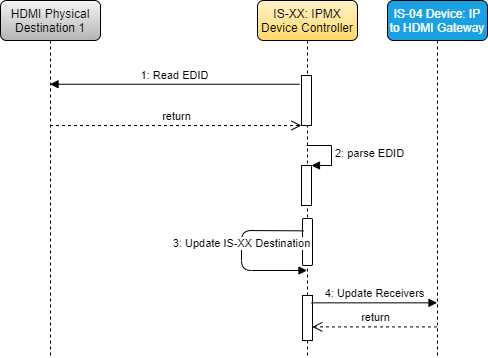 HDMI Physical
Destination 1
IS-XX: IPMX
Device Controller
IS-04 Device: IP
to HDMI Gateway
1: Read EDID
return
2: parse EDID
3: Update IS-XX Destination
4: Update Receivers
return